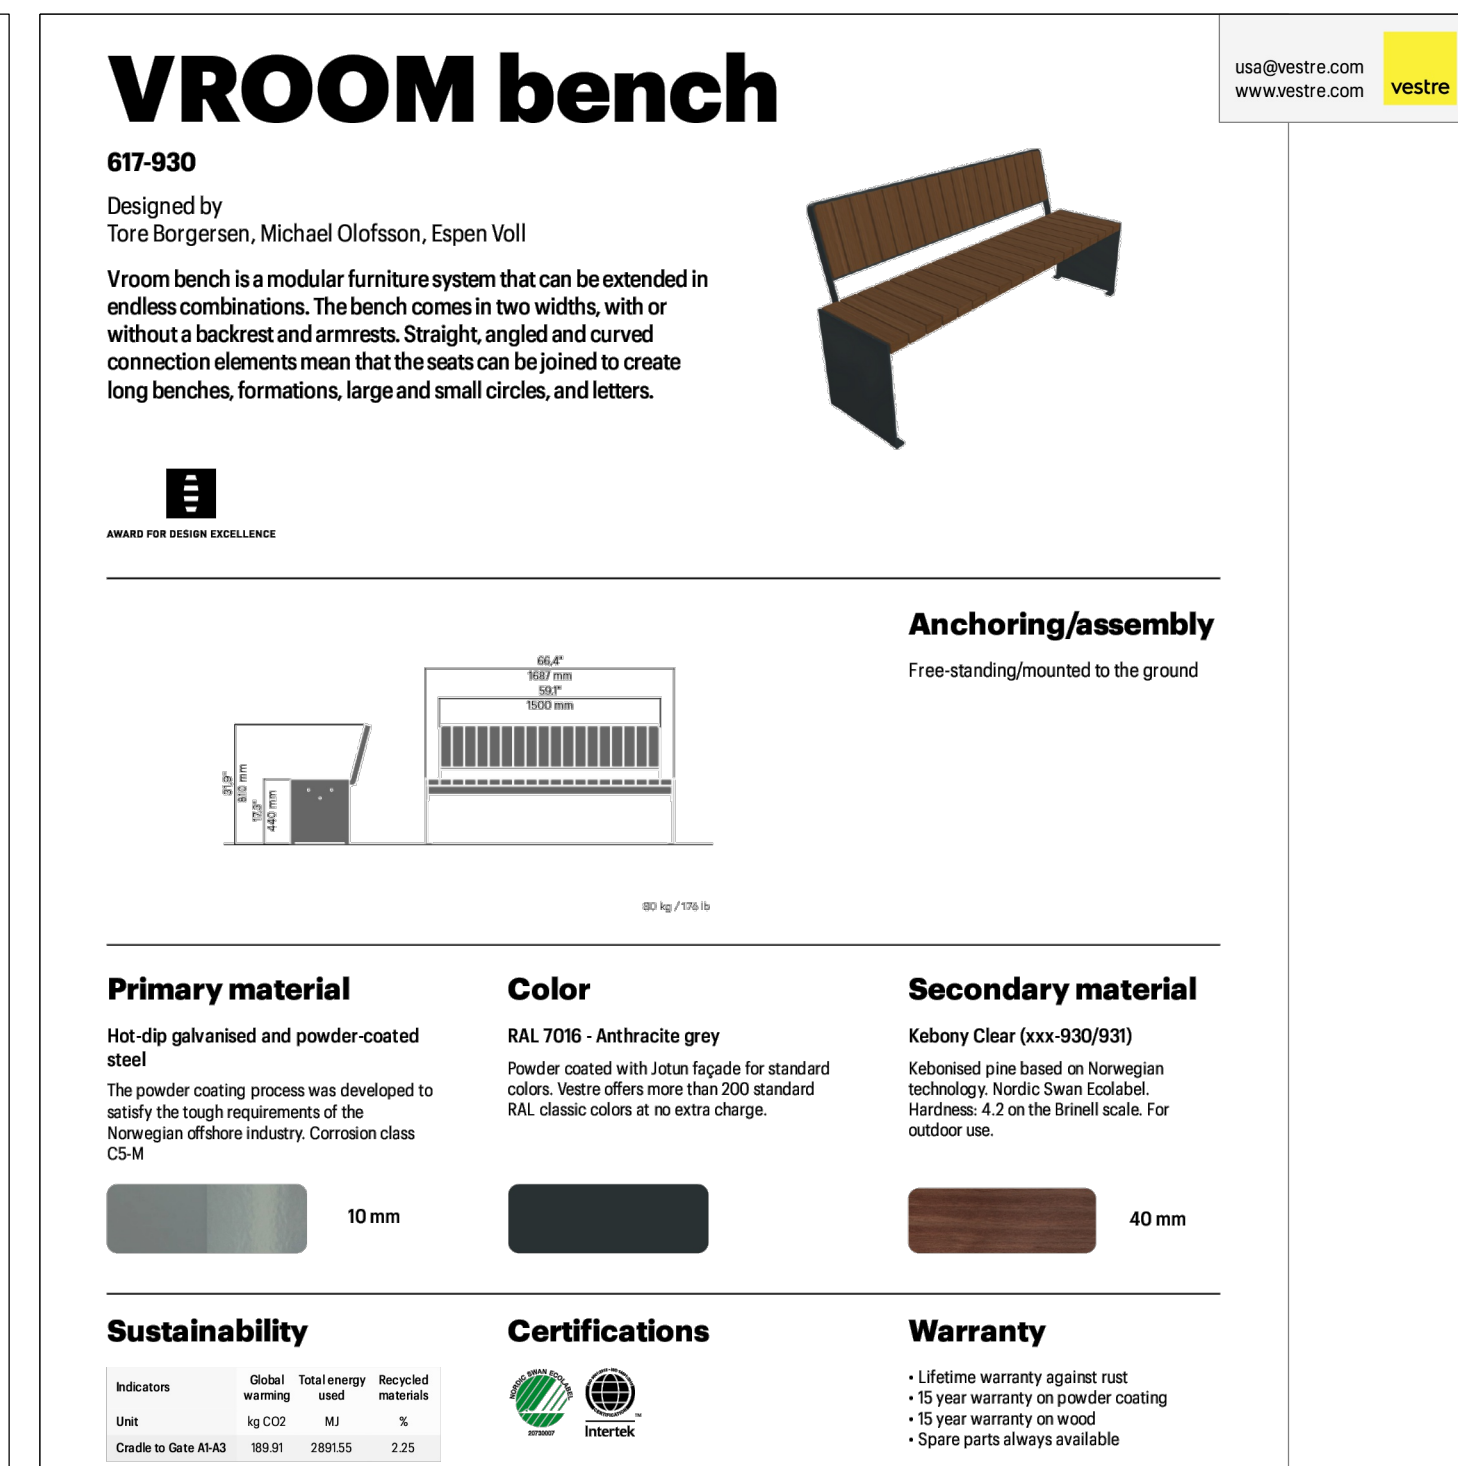 VROOM bench
usa@vestre.com
www.vestre.com
vestre
617-930
Designed by
Tore Borgersen, Michael Olofsson, Espen Voll
Vroom bench is a modular furniture system that can be extended in
endless combinations. The bench comes in two widths, with or
without a backrest and armrests. Straight, angled and curved
connection elements mean that the seats can be joined to create
long benches, formations, large and small circles, and letters.
AWARD FOR DESIGN EXCELLENCE
Anchoring/assembly
Free-standing/mounted to the ground
66,4"
1687 mm
59.1"
1500 mm
31,9"
810 mm
17,3"
440 mm
80 kg / 176 lb
Primary material
Hot-dip galvanised and powder-coated
steel
The powder coating process was developed to
satisfy the tough requirements of the
Norwegian offshore industry. Corrosion class
C5-M
10 mm
Color
RAL 7016 - Anthracite grey
Powder coated with Jotun façade for standard
colors. Vestre offers more than 200 standard
RAL classic colors at no extra charge.
Secondary material
Kebony Clear (xxx-930/931)
Kebonised pine based on Norwegian
technology. Nordic Swan Ecolabel.
Hardness: 4.2 on the Brinell scale. For
outdoor use.
40 mm
Sustainability
Indicators Global warming Total energy used Recycled materials
Unit kg CO2 MJ %
Cradle to Gate A1-A3 189.91 2891.55 2.25
Certifications
NORDIC SWAN ECOLABEL
20730007
Intertek
Warranty
• Lifetime warranty against rust
• 15 year warranty on powder coating
• 15 year warranty on wood
• Spare parts always available